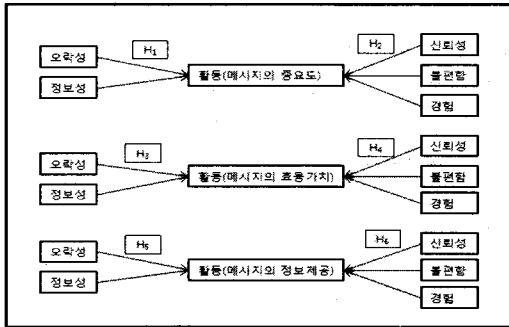 H₁
H₂
오락성
신뢰성
활동(메시지의 중요도)
불편함
정보성
경험
H₃
H₄
오락성
신뢰성
활동(메시지의 효용가치)
불편함
정보성
경험
H₅
H₆
오락성
신뢰성
활동(메시지의 정보제공)
불편함
정보성
경험